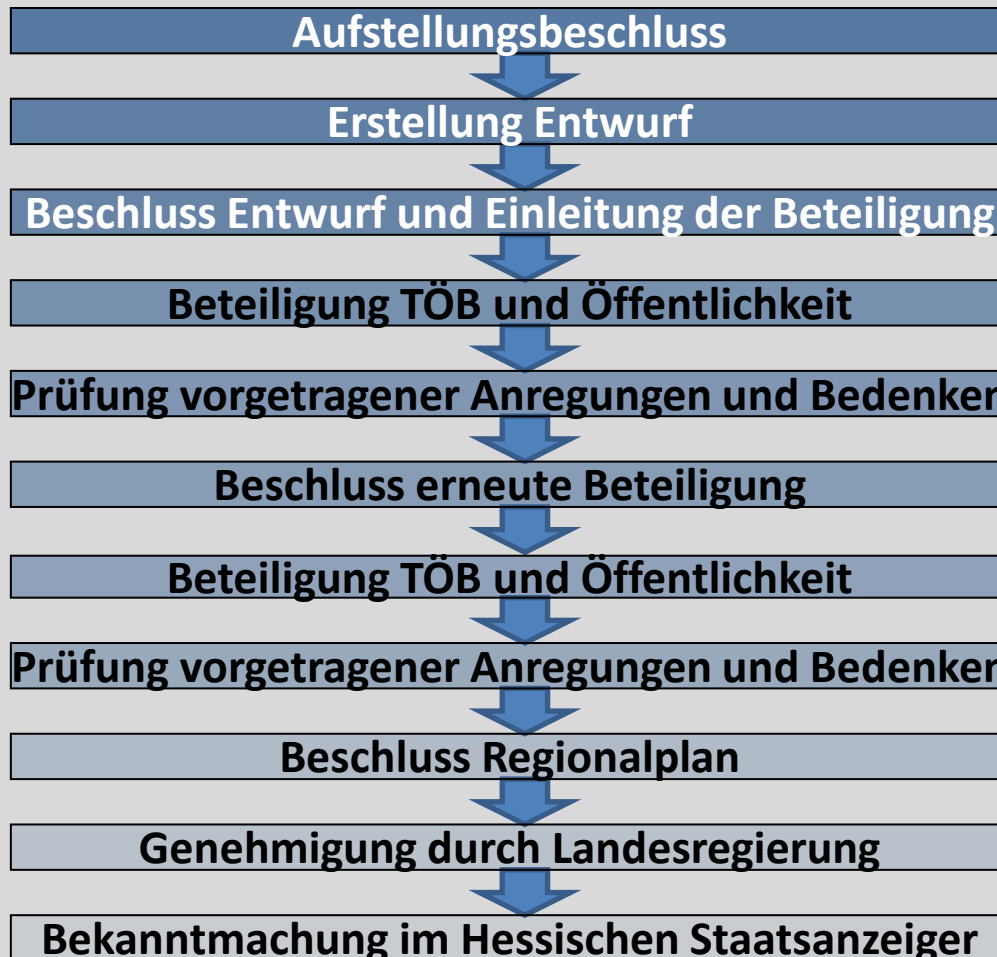 Aufstellungsbeschluss
Erstellung Entwurf
Beschluss Entwurf und Einleitung der Beteiligung
Beteiligung TÖB und Öffentlichkeit
Prüfung vorgetragener Anregungen und Bedenken
Beschluss erneute Beteiligung
Beteiligung TÖB und Öffentlichkeit
Prüfung vorgetragener Anregungen und Bedenken
Beschluss Regionalplan
Genehmigung durch Landesregierung
Bekanntmachung im Hessischen Staatsanzeiger